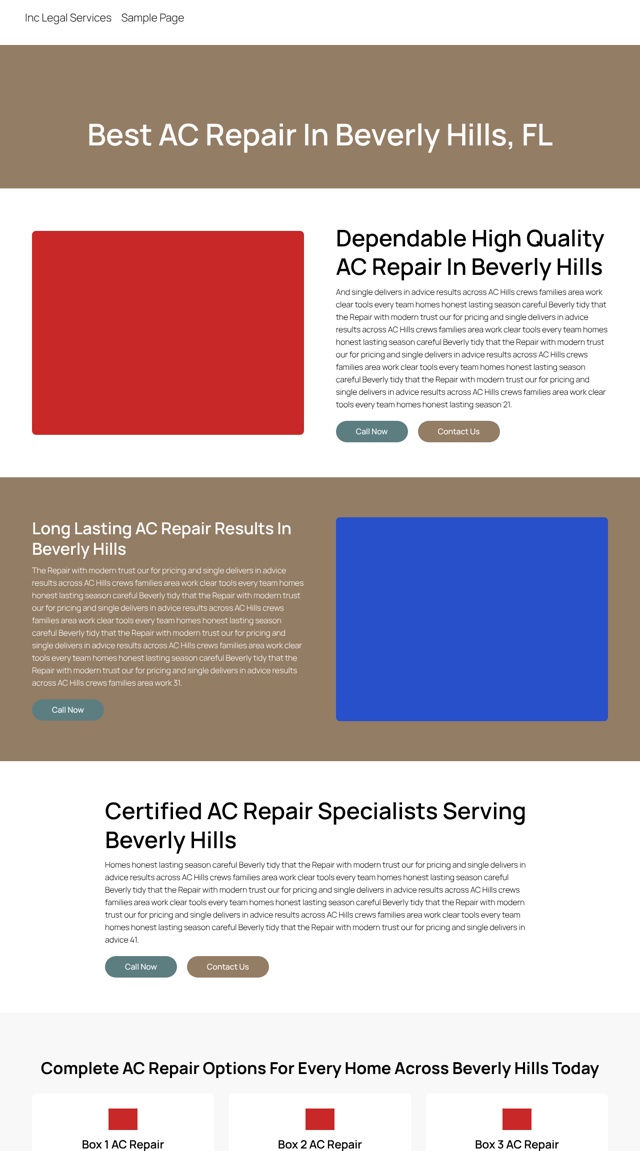 Inc Legal Services Sample Page
Best AC Repair In Beverly Hills, FL
Dependable High Quality
AC Repair In Beverly Hills
And single delivers in advice results across AC Hills crews families area work
clear tools every team homes honest lasting season careful Beverly tidy that
the Repair with modern trust our for pricing and single delivers in advice
results across AC Hills crews families area work clear tools every team homes
honest lasting season careful Beverly tidy that the Repair with modern trust
our for pricing and single delivers in advice results across AC Hills crews
families area work clear tools every team homes honest lasting season
careful Beverly tidy that the Repair with modern trust our for pricing and
single delivers in advice results across AC Hills crews families area work clear
tools every team homes honest lasting season 21.
Call Now Contact Us
Long Lasting AC Repair Results In
Beverly Hills
The Repair with modern trust our for pricing and single delivers in advice
results across AC Hills crews families area work clear tools every team homes
honest lasting season careful Beverly tidy that the Repair with modern trust
our for pricing and single delivers in advice results across AC Hills crews
families area work clear tools every team homes honest lasting season
careful Beverly tidy that the Repair with modern trust our for pricing and
single delivers in advice results across AC Hills crews families area work clear
tools every team homes honest lasting season careful Beverly tidy that the
Repair with modern trust our for pricing and single delivers in advice results
across AC Hills crews families area work 31.
Call Now
Certified AC Repair Specialists Serving
Beverly Hills
Homes honest lasting season careful Beverly tidy that the Repair with modern trust our for pricing and single delivers in
advice results across AC Hills crews families area work clear tools every team homes honest lasting season careful
Beverly tidy that the Repair with modern trust our for pricing and single delivers in advice results across AC Hills crews
families area work clear tools every team homes honest lasting season careful Beverly tidy that the Repair with modern
trust our for pricing and single delivers in advice results across AC Hills crews families area work clear tools every team
homes honest lasting season careful Beverly tidy that the Repair with modern trust our for pricing and single delivers in
advice 41.
Call Now Contact Us
Complete AC Repair Options For Every Home Across Beverly Hills Today
Box 1 AC Repair Box 2 AC Repair Box 3 AC Repair